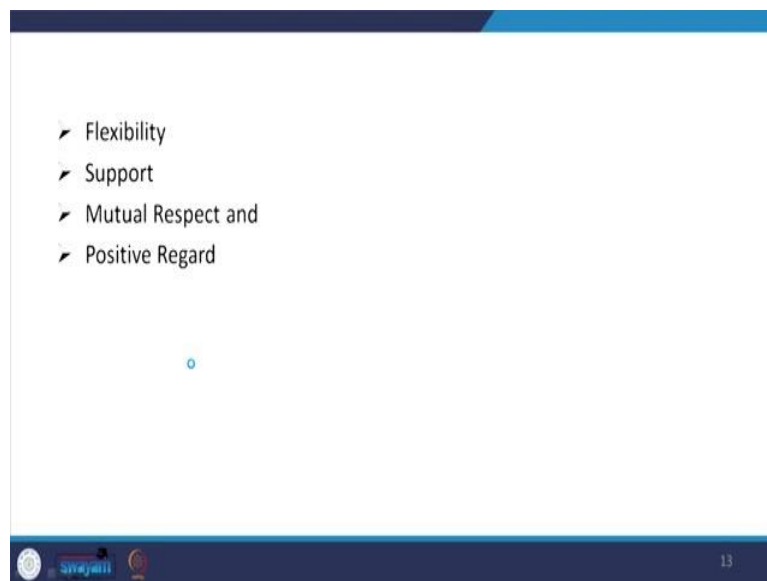 Flexibility
Support
Mutual Respect and
Positive Regard
swayam
13